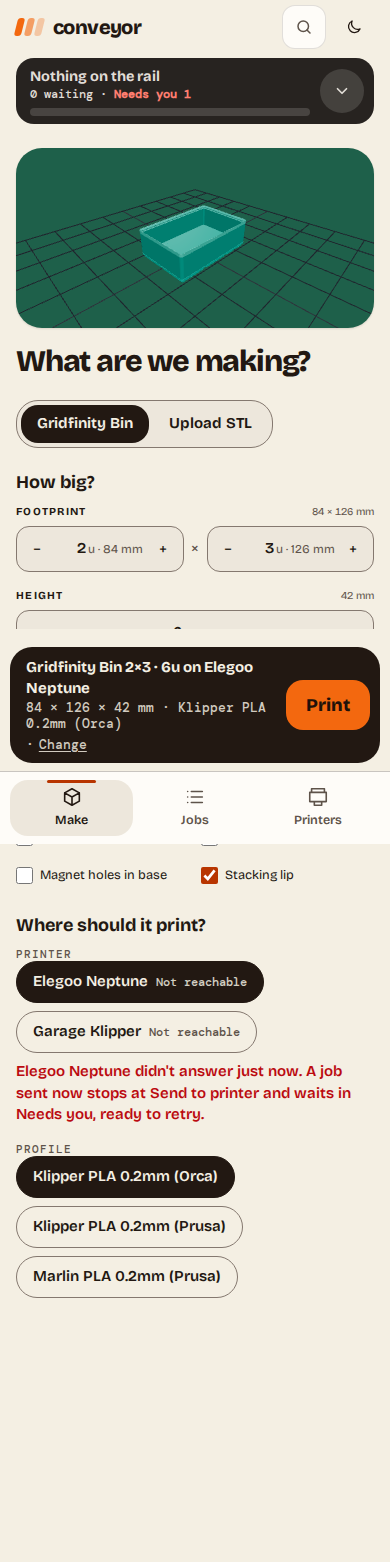 conveyor
Nothing on the rail
0 waiting · Needs you 1
What are we making?
Gridfinity Bin
Upload STL
How big?
FOOTPRINT 84 × 126 mm
− 2 u · 84 mm + × − 3 u · 126 mm +
HEIGHT 42 mm
Gridfinity Bin 2×3 · 6u on Elegoo
Neptune
84 × 126 × 42 mm · Klipper PLA
0.2mm (Orca)
· Change
Print
Make Jobs Printers
Magnet holes in base Stacking lip
Where should it print?
PRINTER
Elegoo Neptune Not reachable
Garage Klipper Not reachable
Elegoo Neptune didn't answer just now. A job
sent now stops at Send to printer and waits in
Needs you, ready to retry.
PROFILE
Klipper PLA 0.2mm (Orca)
Klipper PLA 0.2mm (Prusa)
Marlin PLA 0.2mm (Prusa)